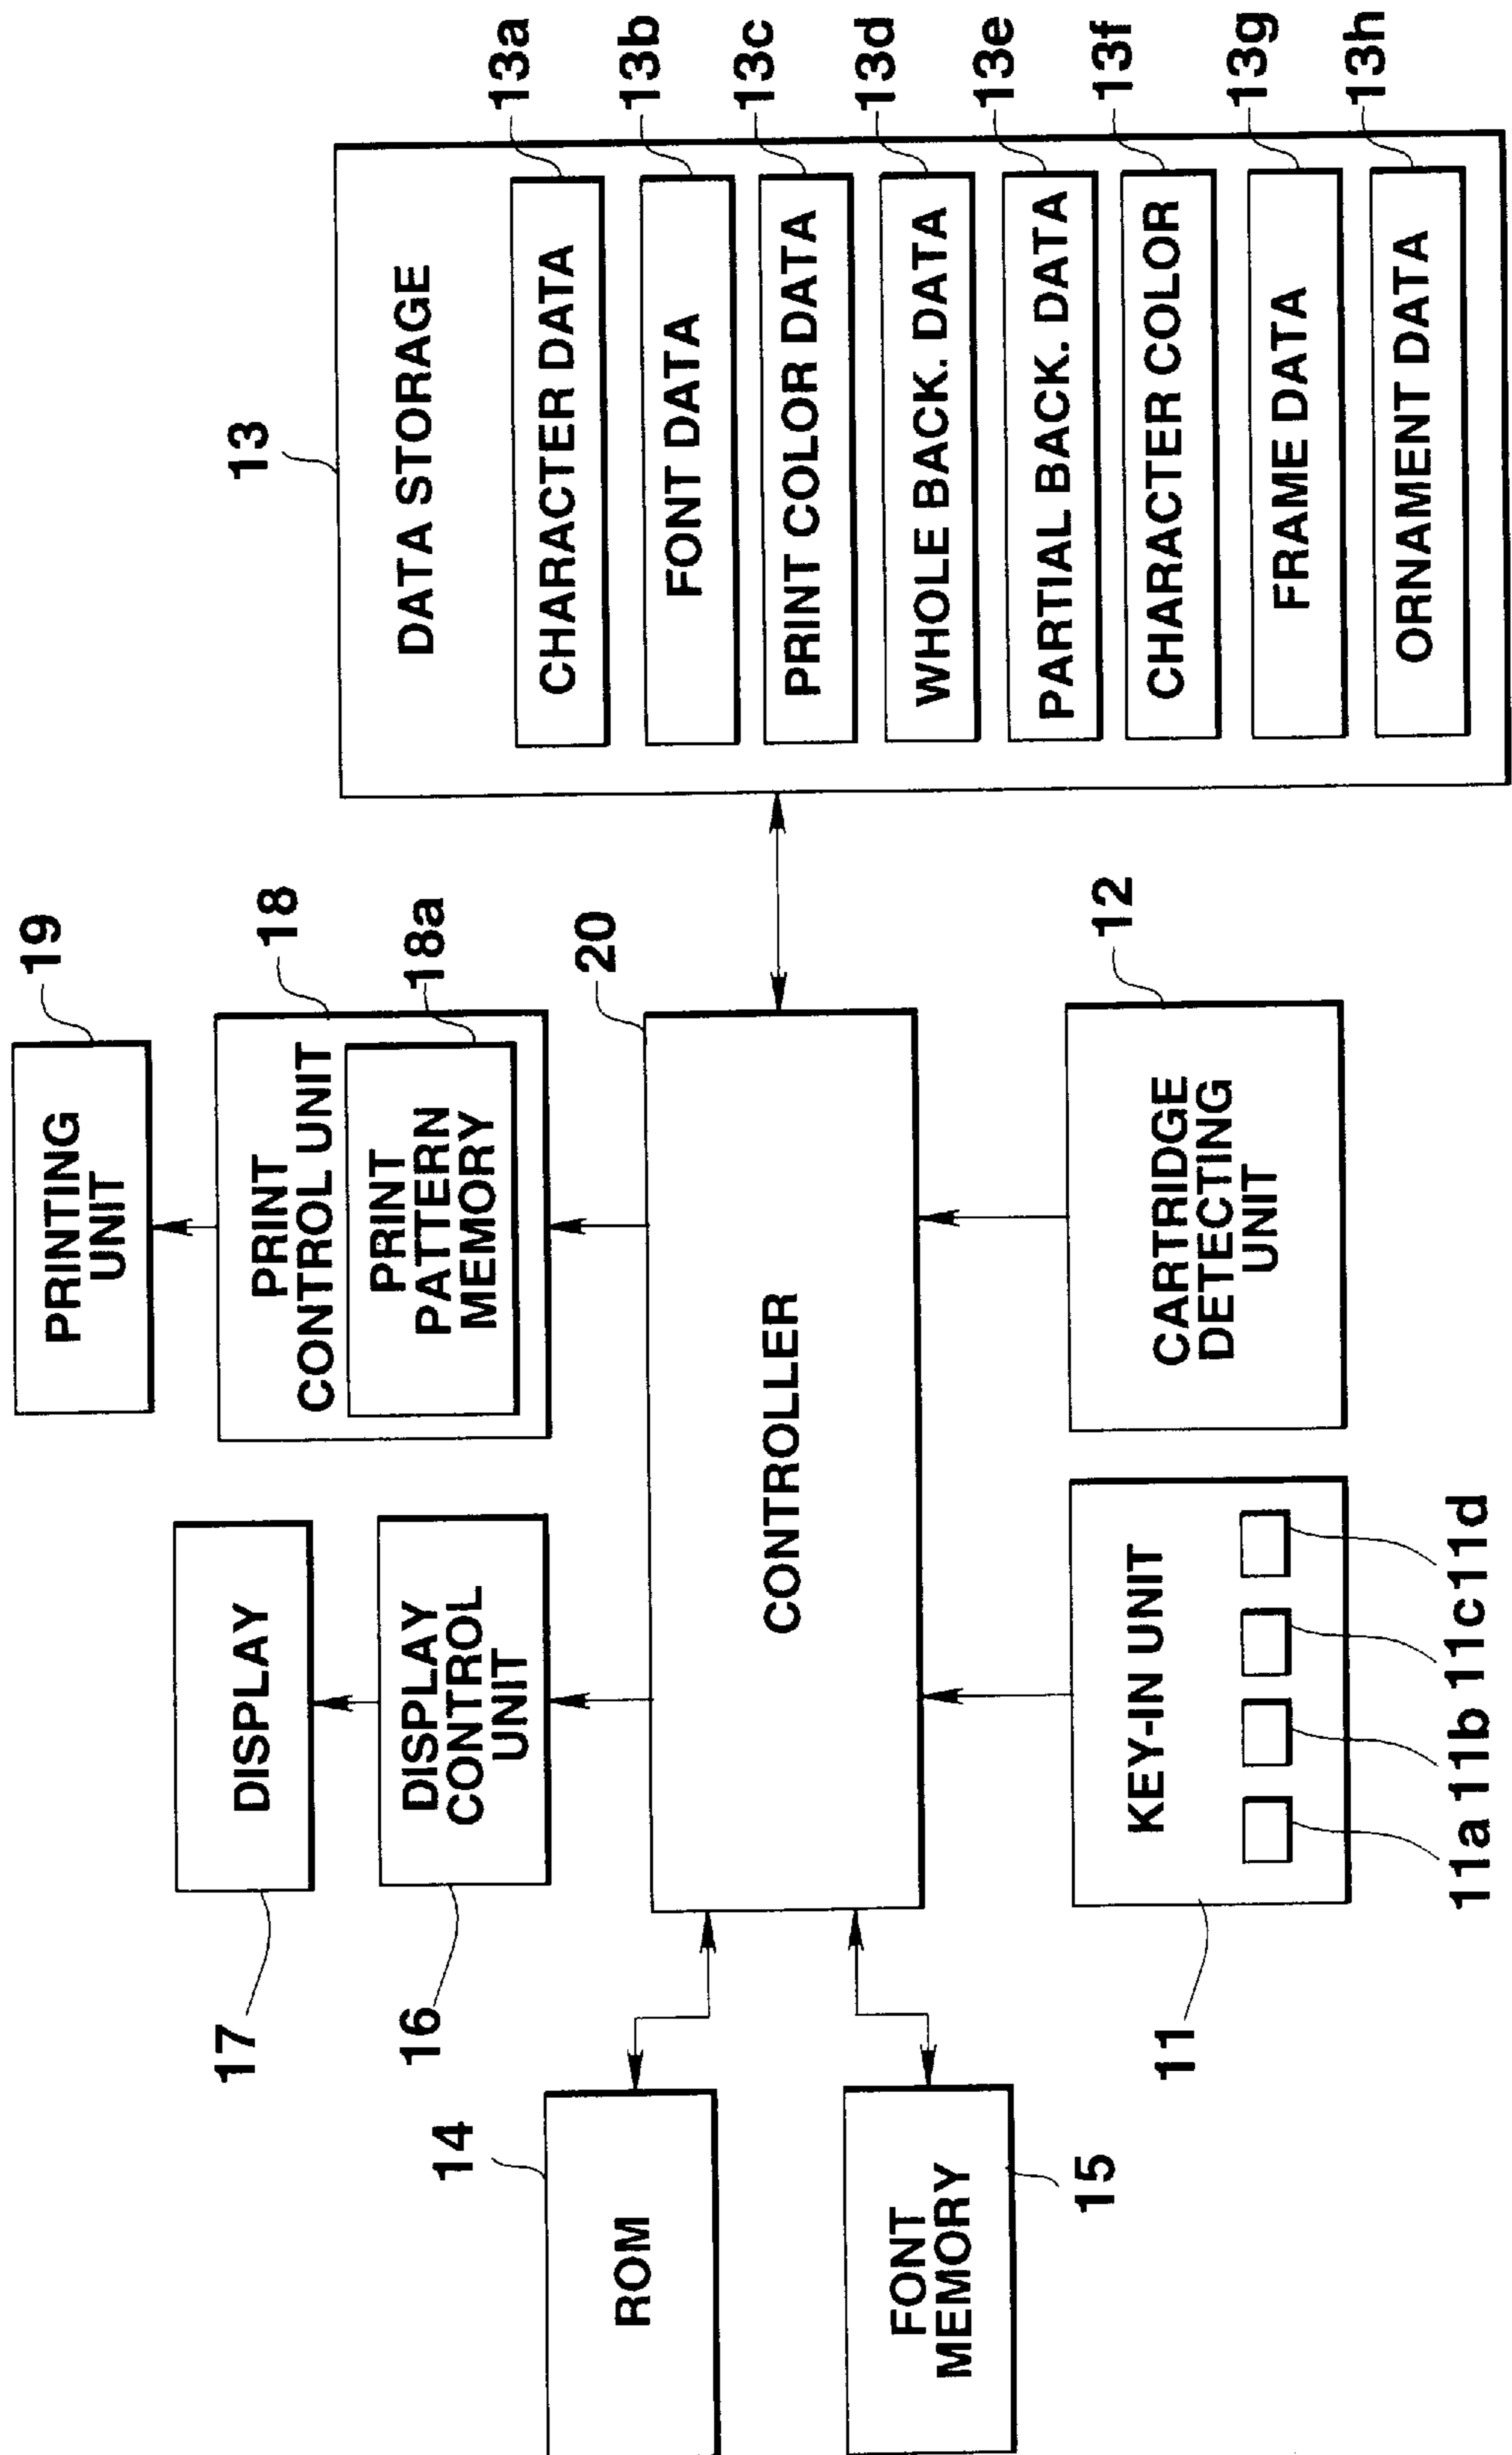 19
PRINTING
UNIT
17
DISPLAY
18
PRINT
CONTROL UNIT
18a
PRINT
PATTERN
MEMORY
16
DISPLAY
CONTROL
UNIT
13
DATA STORAGE
13a
CHARACTER DATA
13b
FONT DATA
13c
PRINT COLOR DATA
13d
WHOLE BACK. DATA
13e
PARTIAL BACK. DATA
13f
CHARACTER COLOR
13g
FRAME DATA
13h
ORNAMENT DATA
14
ROM
20
CONTROLLER
15
FONT
MEMORY
11
KEY-IN UNIT
11a 11b 11c 11d
12
CARTRIDGE
DETECTING
UNIT